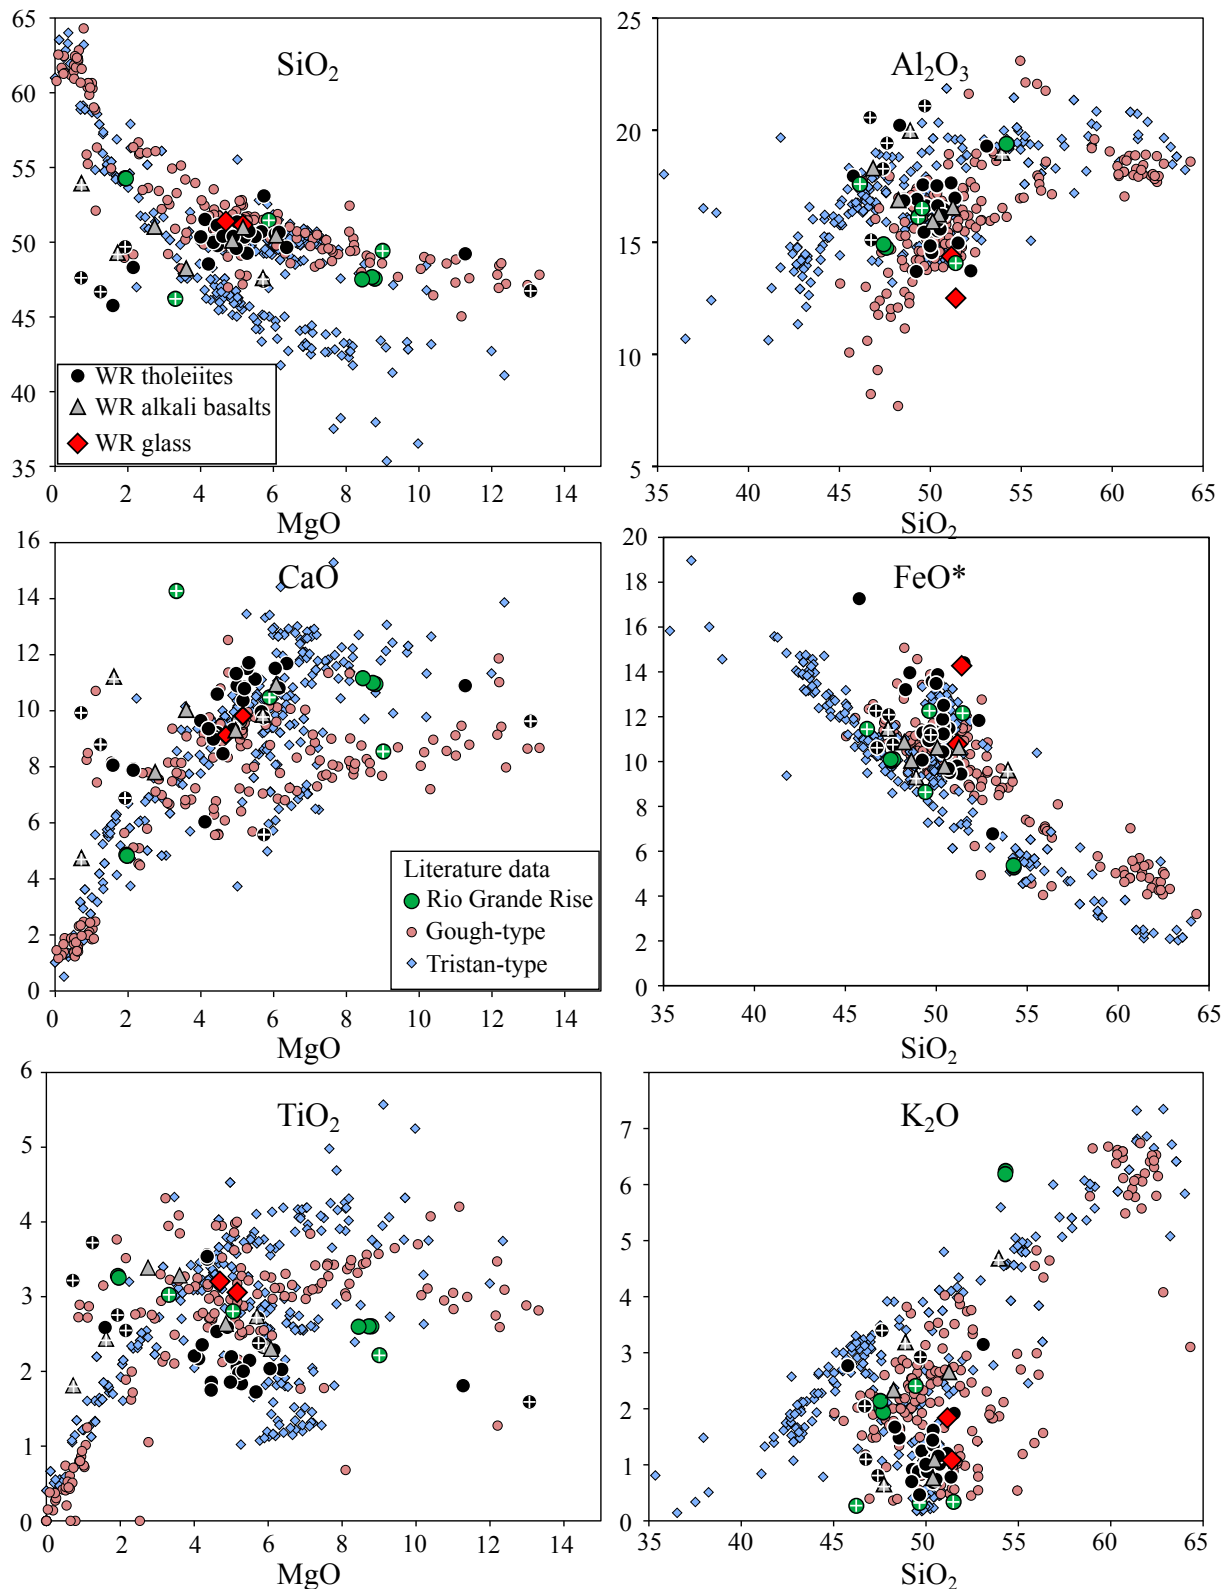 65
60
55
50
45
40
35
SiO₂
WR tholeiites
WR alkali basalts
WR glass
0 2 4 6 8 10 12 14
MgO
25
20
15
10
5
Al₂O₃
35 40 45 50 55 60 65
SiO₂
16
14
12
10
8
6
4
2
0
CaO
Literature data
Rio Grande Rise
Gough-type
Tristan-type
0 2 4 6 8 10 12 14
MgO
20
18
16
14
12
10
8
6
4
2
0
FeO*
35 40 45 50 55 60 65
SiO₂
6
5
4
3
2
1
0
TiO₂
0 2 4 6 8 10 12 14
MgO
7
6
5
4
3
2
1
0
K₂O
35 40 45 50 55 60 65
SiO₂